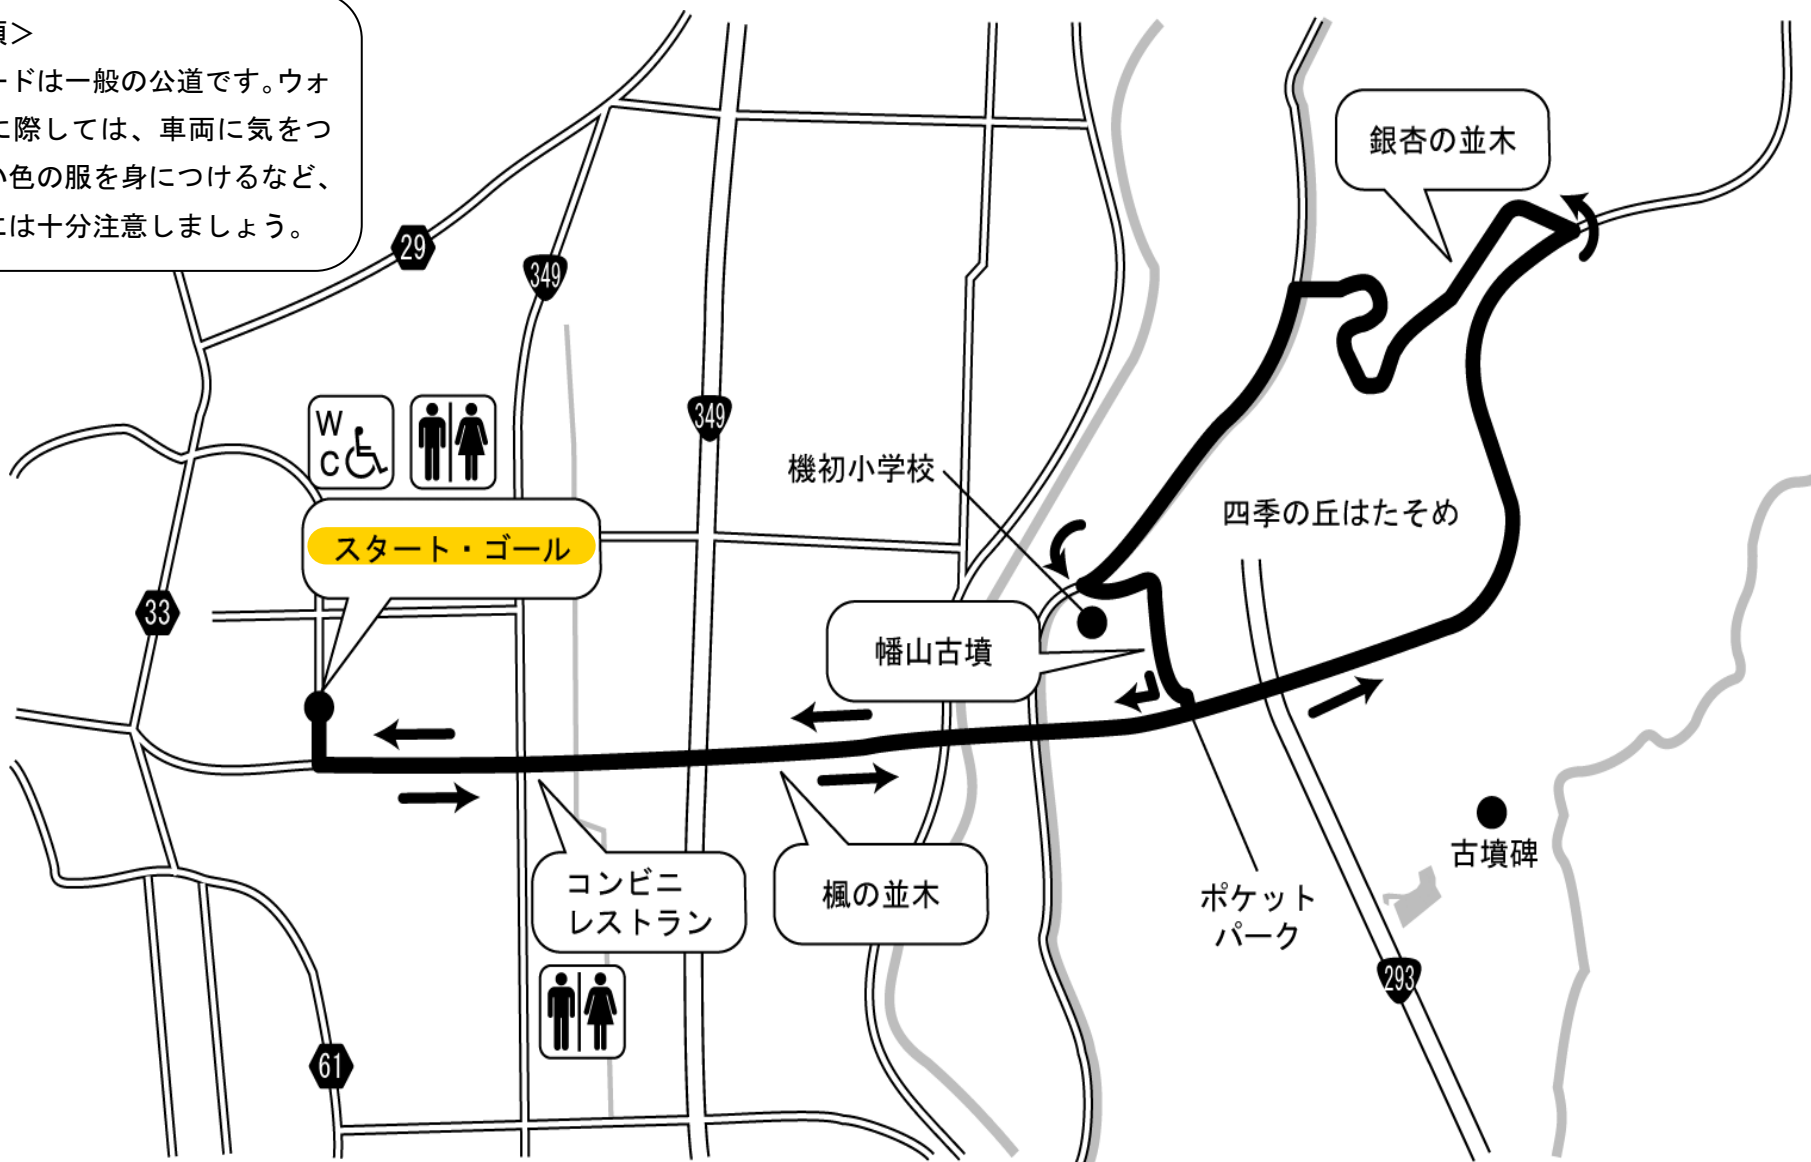 頁＞
ードは一般の公道です。ウォ
に際しては、車両に気をつ
い色の服を身につけるなど、
には十分注意しましょう。
銀杏の並木
29
349
349
W
C
機初小学校
四季の丘はたそめ
スタート・ゴール
33
幡山古墳
古墳碑
コンビニ
レストラン
楓の並木
ポケット
パーク
293
61